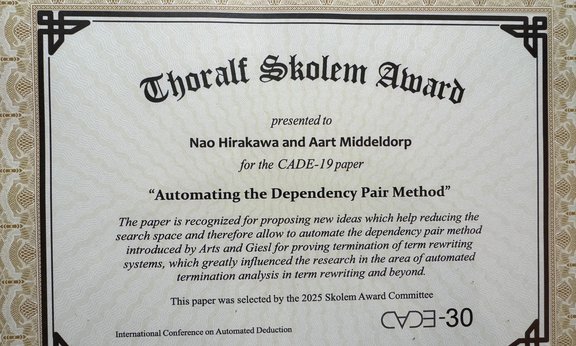 Thoralf Skolem Award
presented to
Nao Hirakawa and Aart Middeldorp
for the CADE-19 paper
“Automating the Dependency Pair Method”
The paper is recognized for proposing new ideas which help reducing the
search space and therefore allow to automate the dependency pair method
introduced by Arts and Giesl for proving termination of term rewriting
systems, which greatly influenced the research in the area of automated
termination analysis in term rewriting and beyond.
This paper was selected by the 2025 Skolem Award Committee
C∀D∃-30
International Conference on Automated Deduction